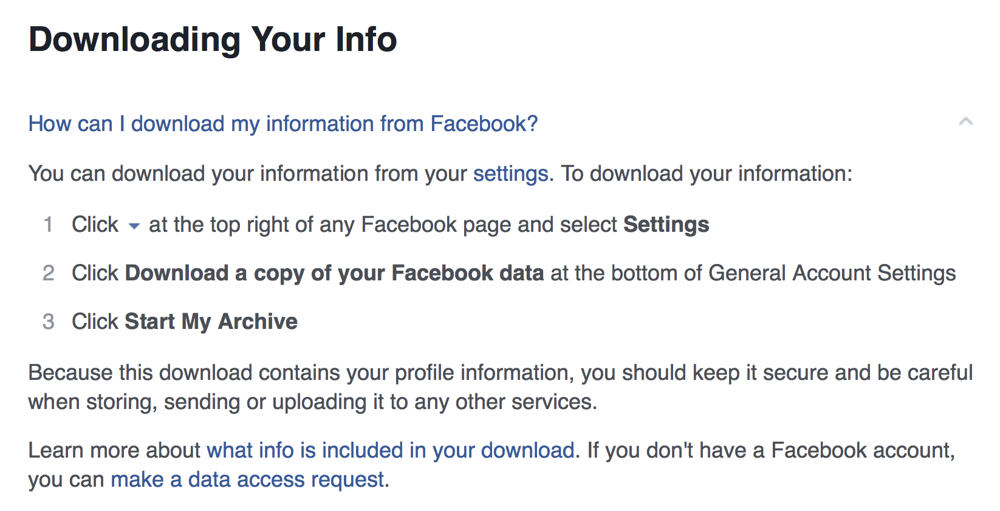 Downloading Your Info
How can I download my information from Facebook?
You can download your information from your settings. To download your information:
1 Click at the top right of any Facebook page and select Settings
2 Click Download a copy of your Facebook data at the bottom of General Account Settings
3 Click Start My Archive
Because this download contains your profile information, you should keep it secure and be careful
when storing, sending or uploading it to any other services.
Learn more about what info is included in your download. If you don't have a Facebook account,
you can make a data access request.